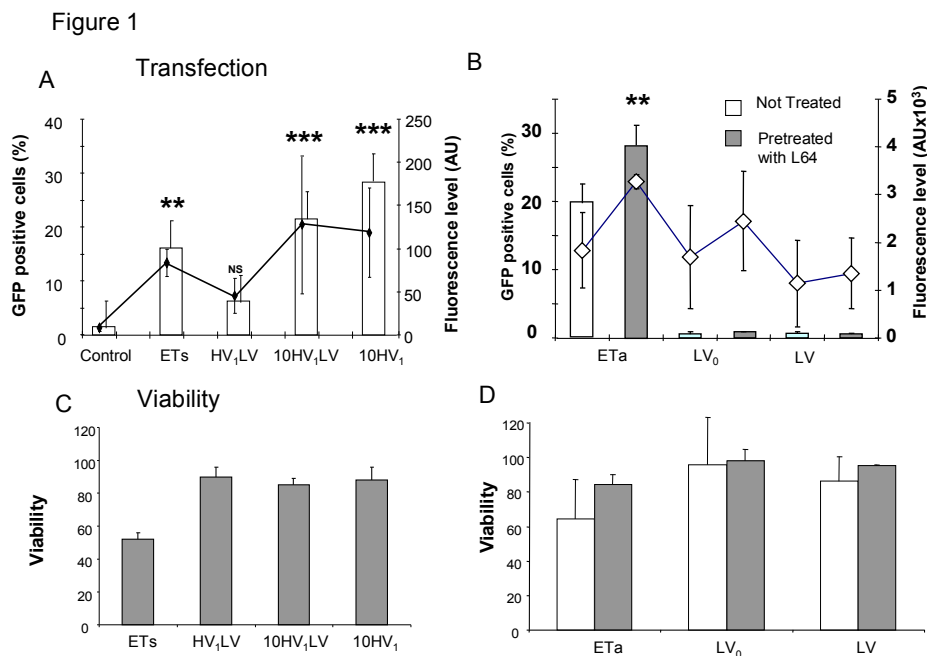 Figure 1
A
Transfection
GFP positive cells (%)
40
30
20
10
0
**
NS
***
***
250
200
150
100
50
0
Fluorescence level (AU)
Control ETs HV₁LV 10HV₁LV 10HV₁
B
GFP positive cells (%)
30
20
10
0
**
Not Treated
Pretreated
with L64
5
4
3
2
1
0
Fluorescence level (AUx10³)
ETa LV₀ LV
C
Viability
Viability
120
100
80
60
40
20
0
ETs HV₁LV 10HV₁LV 10HV₁
D
Viability
120
100
80
60
40
20
0
ETa LV₀ LV